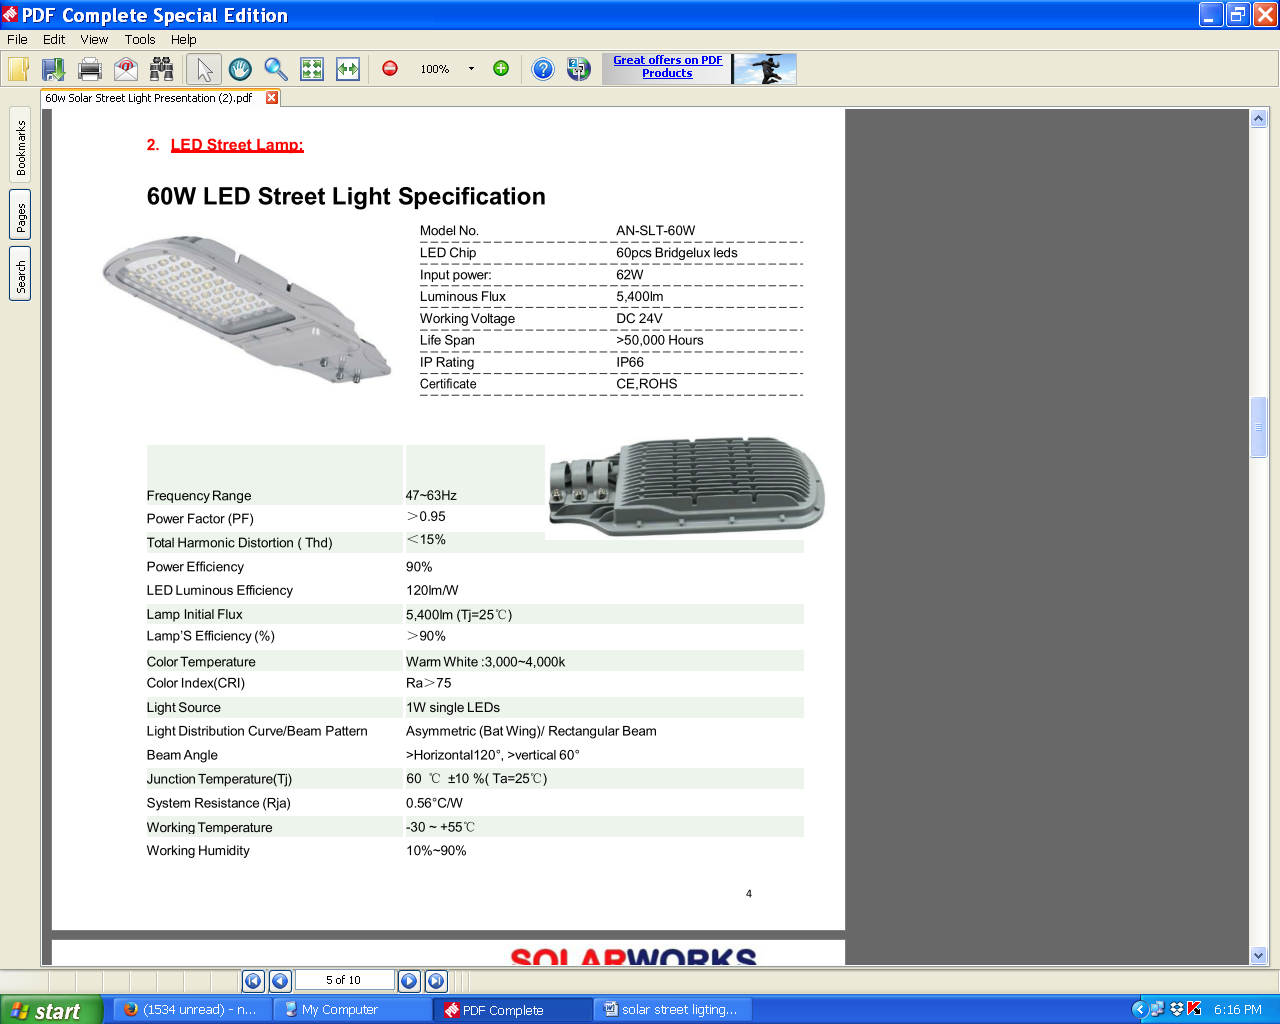 PDF Complete Special Edition
File Edit View Tools Help
100%
Great offers on PDF
Products
60w Solar Street Light Presentation (2).pdf
Bookmarks
Pages
Search
2. LED Street Lamp:
60W LED Street Light Specification
Model No. AN-SLT-60W
LED Chip 60pcs Bridgelux leds
Input power: 62W
Luminous Flux 5,400lm
Working Voltage DC 24V
Life Span >50,000 Hours
IP Rating IP66
Certificate CE,ROHS
Frequency Range 47~63Hz
Power Factor (PF) ＞0.95
Total Harmonic Distortion ( Thd) ＜15%
Power Efficiency 90%
LED Luminous Efficiency 120lm/W
Lamp Initial Flux 5,400lm (Tj=25℃)
Lamp'S Efficiency (%) ＞90%
Color Temperature Warm White :3,000~4,000k
Color Index(CRI) Ra＞75
Light Source 1W single LEDs
Light Distribution Curve/Beam Pattern Asymmetric (Bat Wing)/ Rectangular Beam
Beam Angle >Horizontal120°, >vertical 60°
Junction Temperature(Tj) 60 ℃ ±10 %( Ta=25℃)
System Resistance (Rja) 0.56°C/W
Working Temperature -30 ~ +55℃
Working Humidity 10%~90%
4
SOLARWORKS
5 of 10
start (1534 unread) - n... My Computer PDF Complete solar street ligting... 6:16 PM